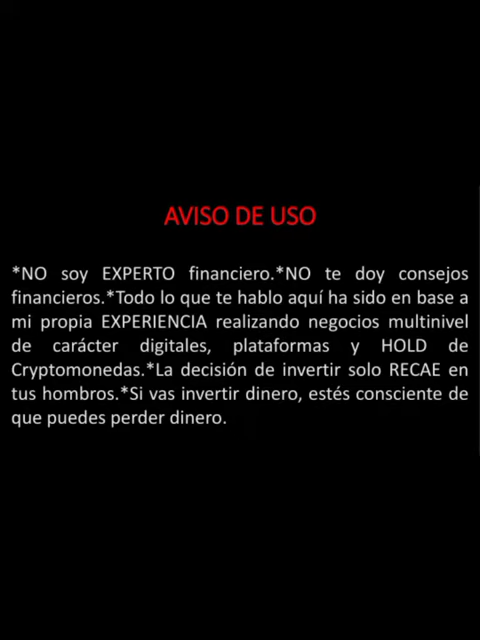 AVISO DE USO
*NO soy EXPERTO financiero.*NO te doy consejos
financieros.*Todo lo que te hablo aquí ha sido en base a
mi propia EXPERIENCIA realizando negocios multinivel
de carácter digitales, plataformas y HOLD de
Cryptomonedas.*La decisión de invertir solo RECAE en
tus hombros.*Si vas invertir dinero, estés consciente de
que puedes perder dinero.